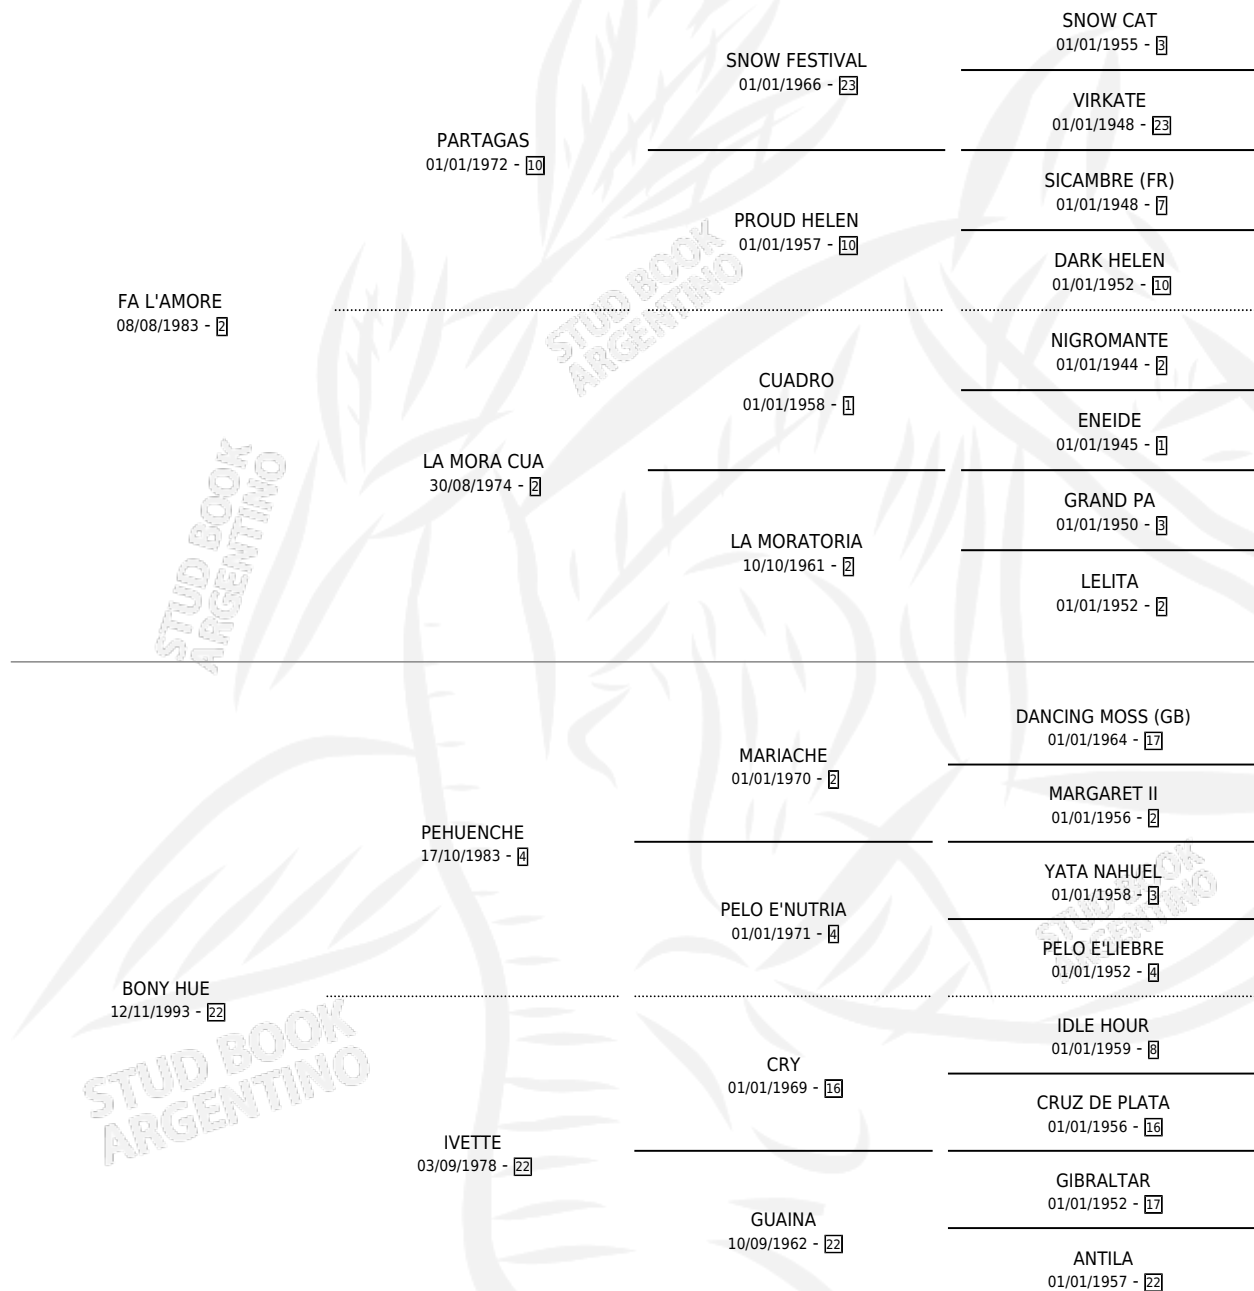 SNOW CAT
01/01/1955 - 3
SNOW FESTIVAL
01/01/1966 - 23
VIRKATE
01/01/1948 - 23
PARTAGAS
01/01/1972 - 10
SICAMBRE (FR)
01/01/1948 - 7
PROUD HELEN
01/01/1957 - 10
DARK HELEN
01/01/1952 - 10
FA L'AMORE
08/08/1983 - 2
STUD BOOK
ARGENTINO
NIGROMANTE
01/01/1944 - 2
CUADRO
01/01/1958 - 1
ENEIDE
01/01/1945 - 1
LA MORA CUA
30/08/1974 - 2
GRAND PA
01/01/1950 - 3
LA MORATORIA
10/10/1961 - 2
LELITA
01/01/1952 - 2
STUD BOOK
ARGENTINO
DANCING MOSS (GB)
01/01/1964 - 17
MARIACHE
01/01/1970 - 2
MARGARET II
01/01/1956 - 2
PEHUENCHE
17/10/1983 - 4
YATA NAHUEL
01/01/1958 - 3
PELO E'NUTRIA
01/01/1971 - 4
STUD BOOK
ARGENTINO
PELO E'LIEBRE
01/01/1952 - 4
BONY HUE
12/11/1993 - 22
STUD BOOK
ARGENTINO
IDLE HOUR
01/01/1959 - 8
CRY
01/01/1969 - 16
CRUZ DE PLATA
01/01/1956 - 16
IVETTE
03/09/1978 - 22
GIBRALTAR
01/01/1952 - 17
GUAINA
10/09/1962 - 22
ANTILA
01/01/1957 - 22